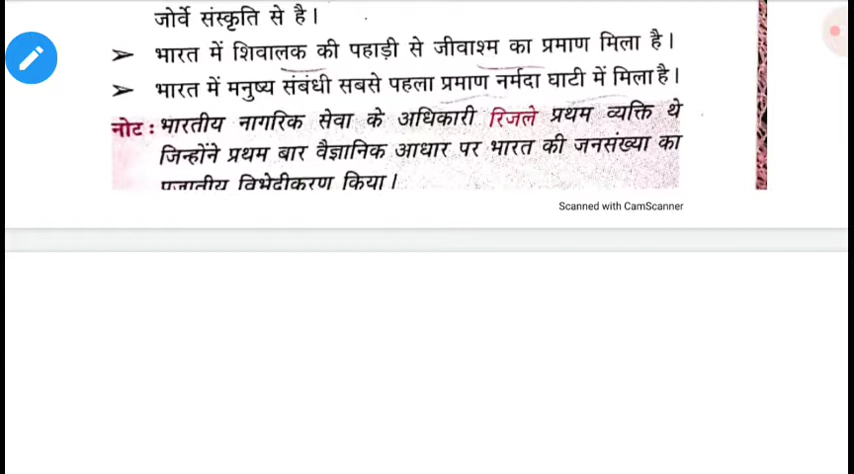 जोर्वे संस्कृति से है।
➢ भारत में शिवालक की पहाड़ी से जीवाश्म का प्रमाण मिला है।
➢ भारत में मनुष्य संबंधी सबसे पहला प्रमाण नर्मदा घाटी में मिला है।
नोट : भारतीय नागरिक सेवा के अधिकारी रिजले प्रथम व्यक्ति थे
जिन्होंने प्रथम बार वैज्ञानिक आधार पर भारत की जनसंख्या का
प्रजातीय विभेदीकरण किया।
Scanned with CamScanner